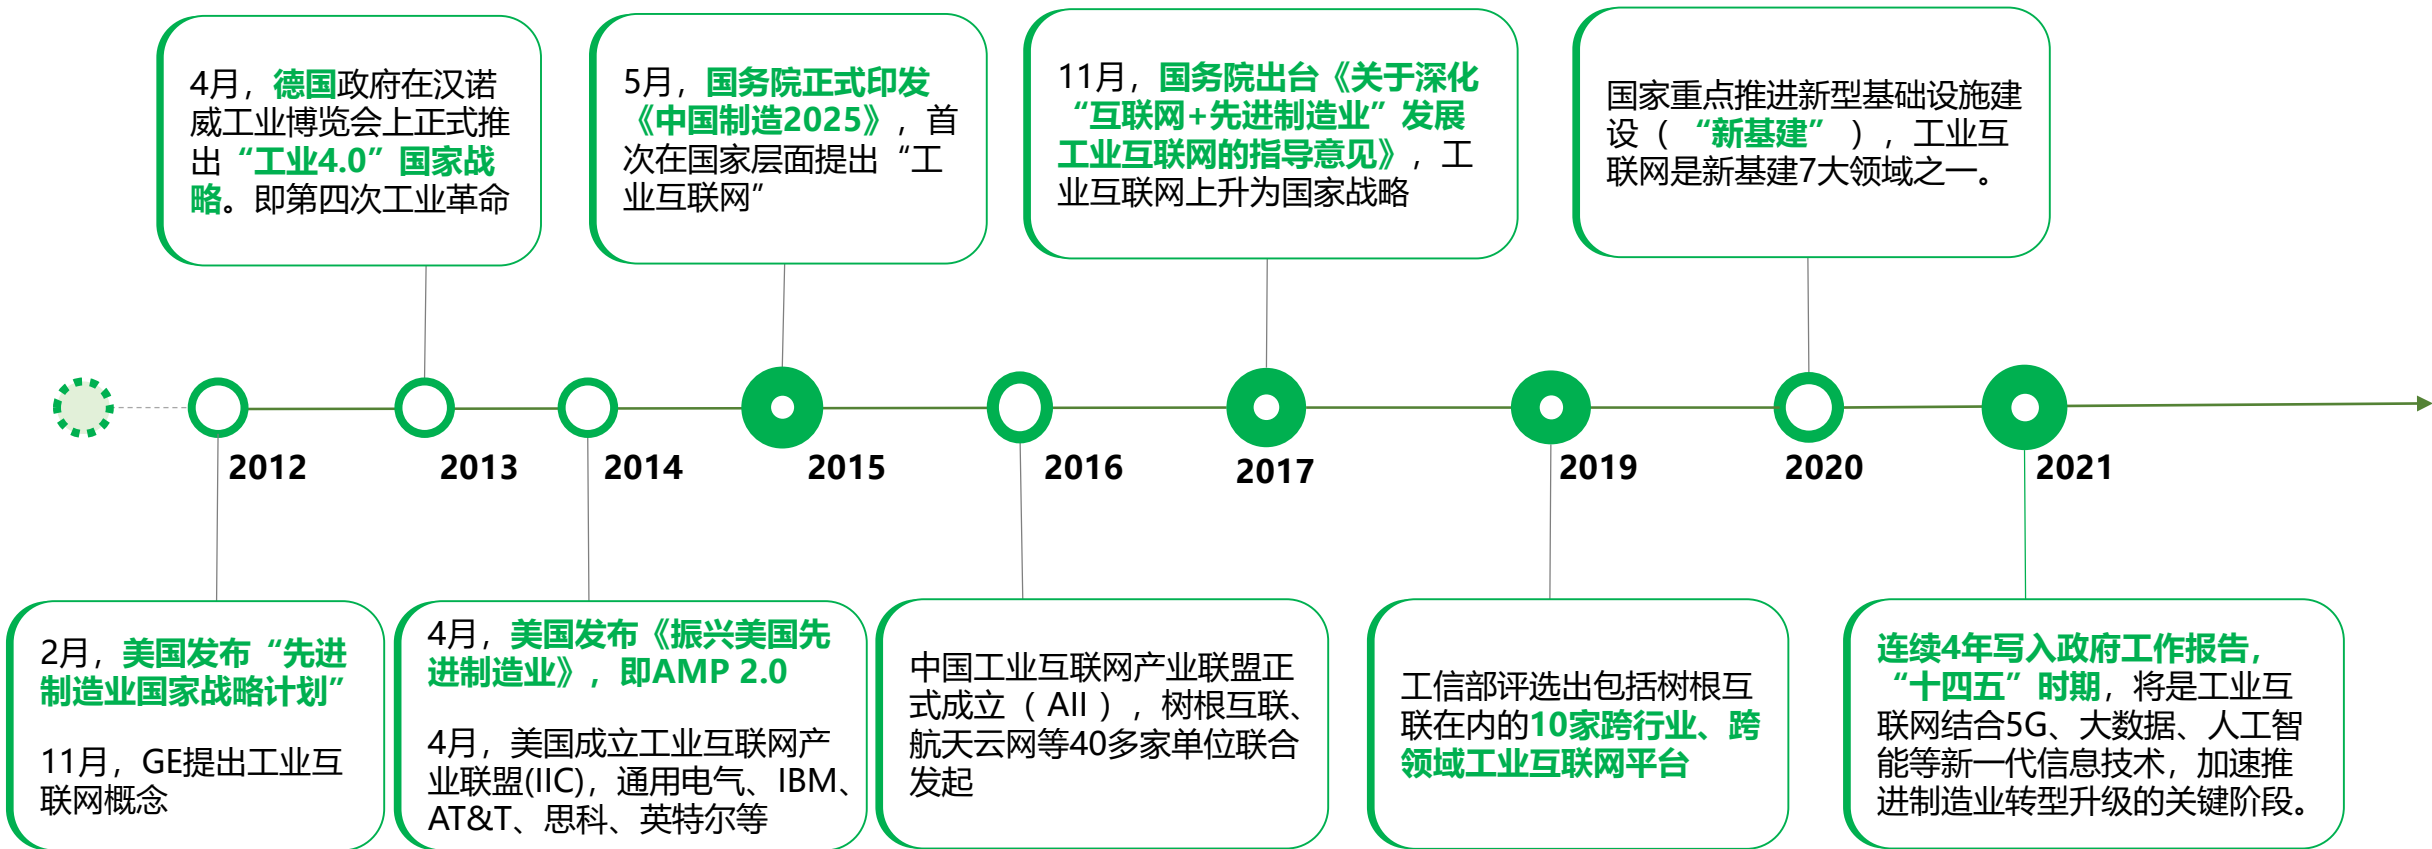 4月，德国政府在汉诺
威工业博览会上正式推
出“工业4.0”国家战
略。即第四次工业革命
5月，国务院正式印发
《中国制造2025》，首
次在国家层面提出“工
业互联网”
11月，国务院出台《关于深化
“互联网+先进制造业”发展
工业互联网的指导意见》，工
业互联网上升为国家战略
国家重点推进新型基础设施建
设（“新基建”），工业互
联网是新基建7大领域之一。
2012
2013
2014
2015
2016
2017
2019
2020
2021
2月，美国发布“先进
制造业国家战略计划”
11月，GE提出工业互
联网概念
4月，美国发布《振兴美国先
进制造业》，即AMP 2.0
4月，美国成立工业互联网产
业联盟(IIC)，通用电气、IBM、
AT&T、思科、英特尔等
中国工业互联网产业联盟正
式成立（ AII ），树根互联、
航天云网等40多家单位联合
发起
工信部评选出包括树根互
联在内的10家跨行业、跨
领域工业互联网平台
连续4年写入政府工作报告，
“十四五”时期，将是工业互
联网结合5G、大数据、人工智
能等新一代信息技术，加速推
进制造业转型升级的关键阶段。